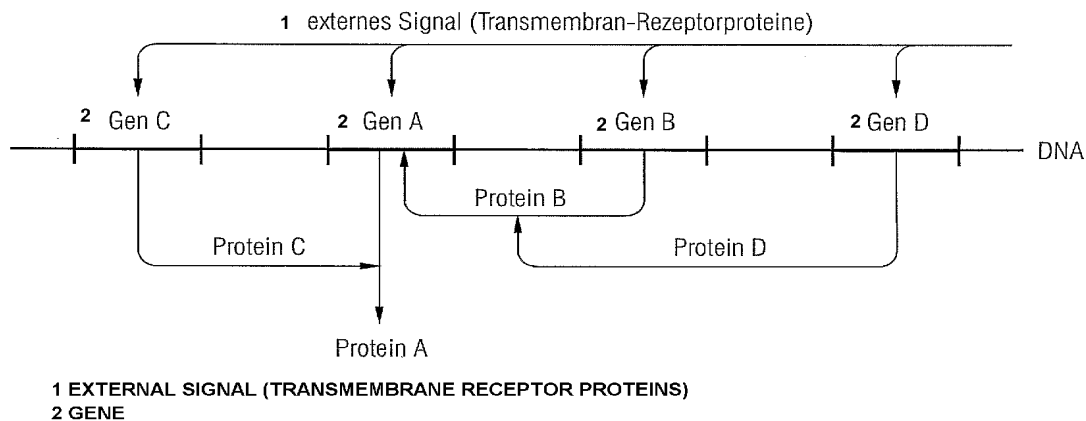 1 externes Signal (Transmembran-Rezeptorproteine)
2 Gen C
2 Gen A
2 Gen B
2 Gen D
DNA
Protein B
Protein C
Protein D
Protein A
1 EXTERNAL SIGNAL (TRANSMEMBRANE RECEPTOR PROTEINS)
2 GENE